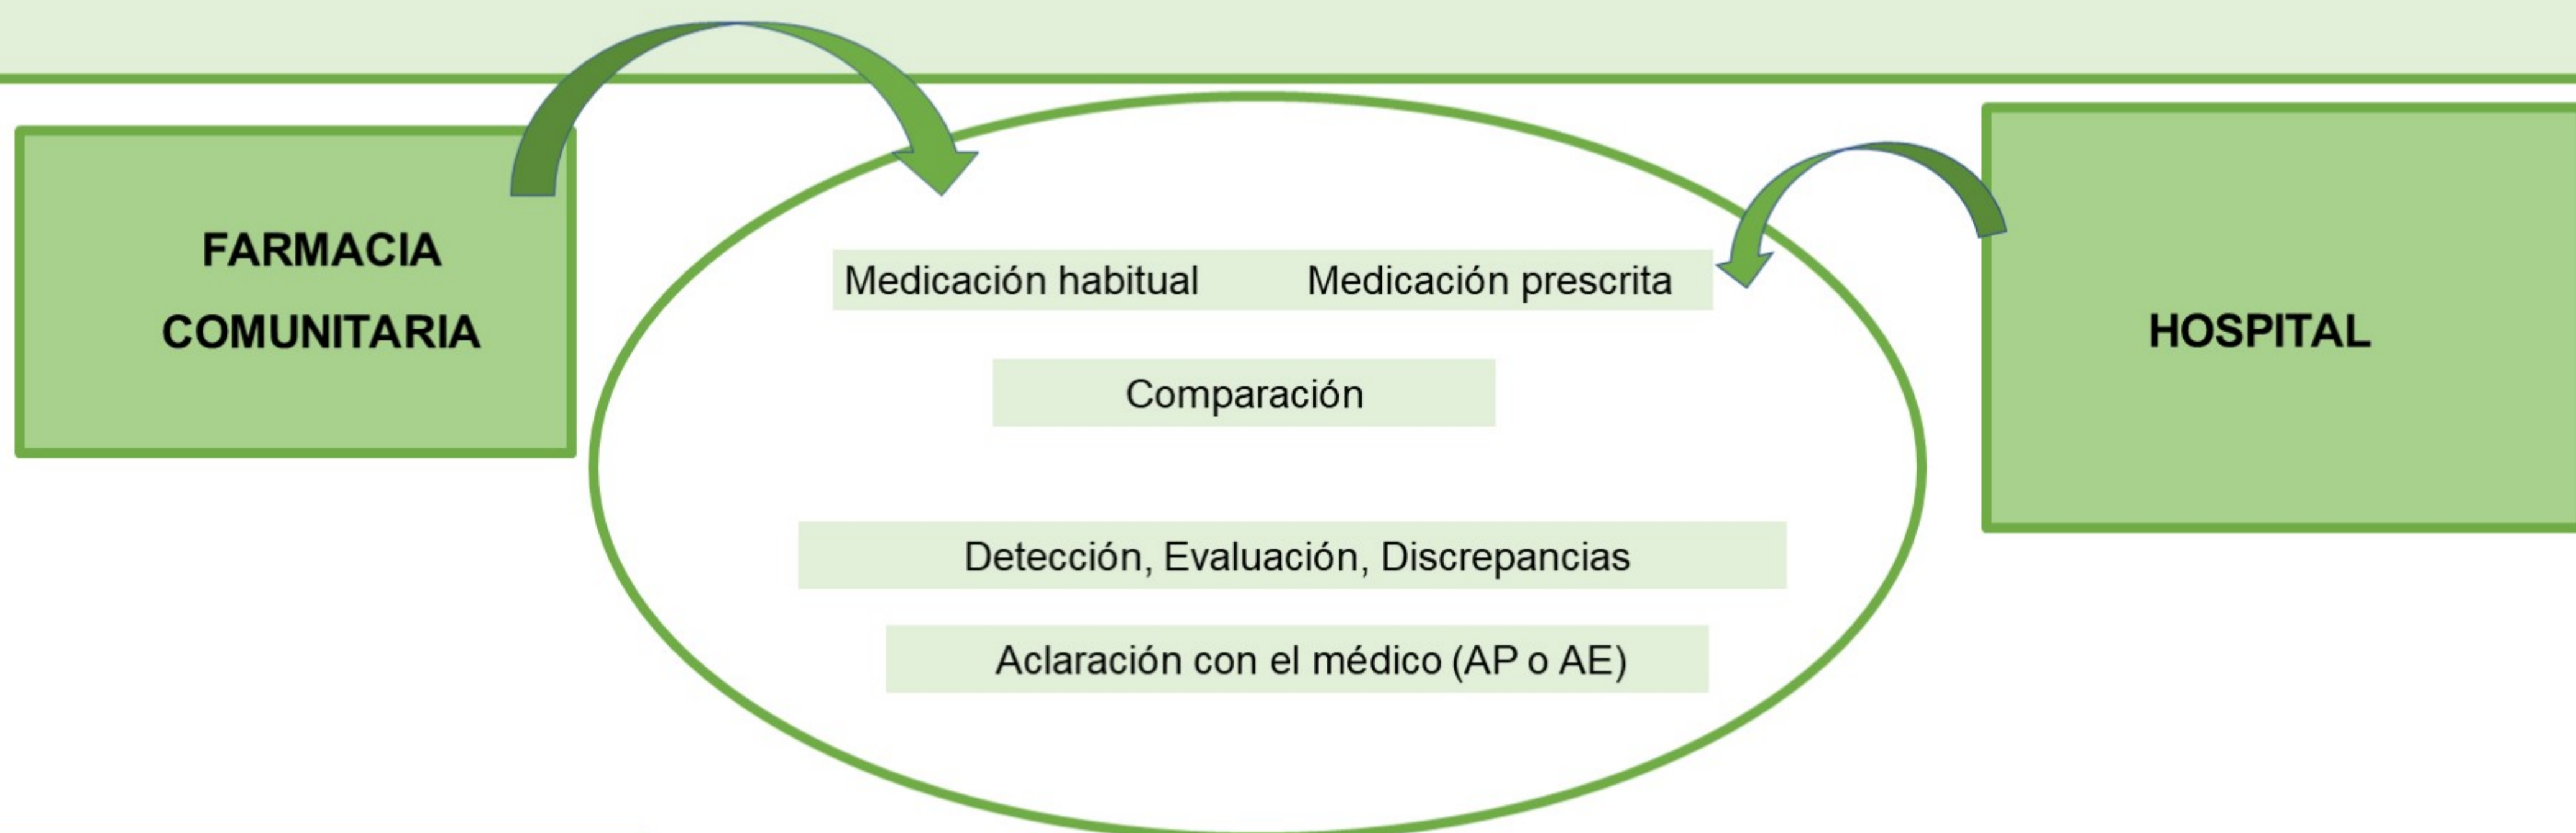 FARMACIA
COMUNITARIA
Medicación habitual
Medicación prescrita
Comparación
Detección, Evaluación, Discrepancias
Aclaración con el médico (AP o AE)
HOSPITAL